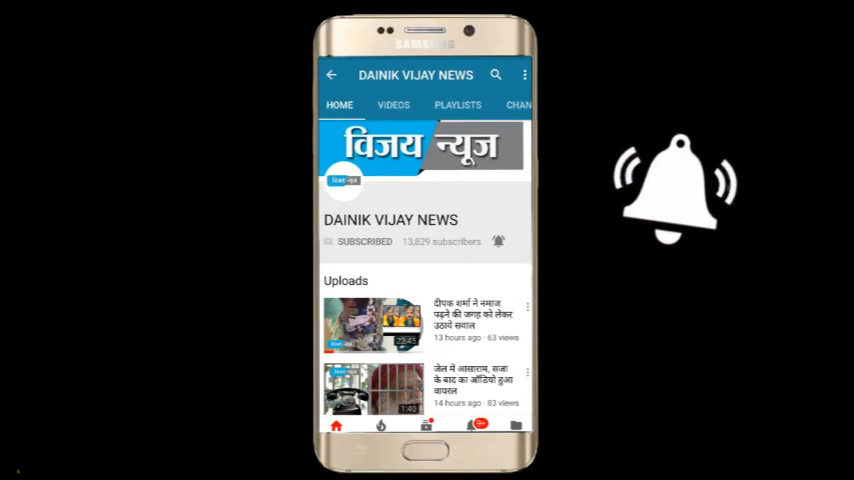 SAMSUNG
DAINIK VIJAY NEWS
HOME VIDEOS PLAYLISTS CHAN
विजय न्यूज
विजय न्यूज
DAINIK VIJAY NEWS
SUBSCRIBED 13,829 subscribers
Uploads
दीपक शर्मा ने नमाज
पढ़ने की जगह को लेकर
उठाये सवाल
13 hours ago · 63 views
23:45
जेल में आसाराम, सजा
के बाद का ऑडियो हुआ
वायरल
14 hours ago · 83 views
1:40
9+